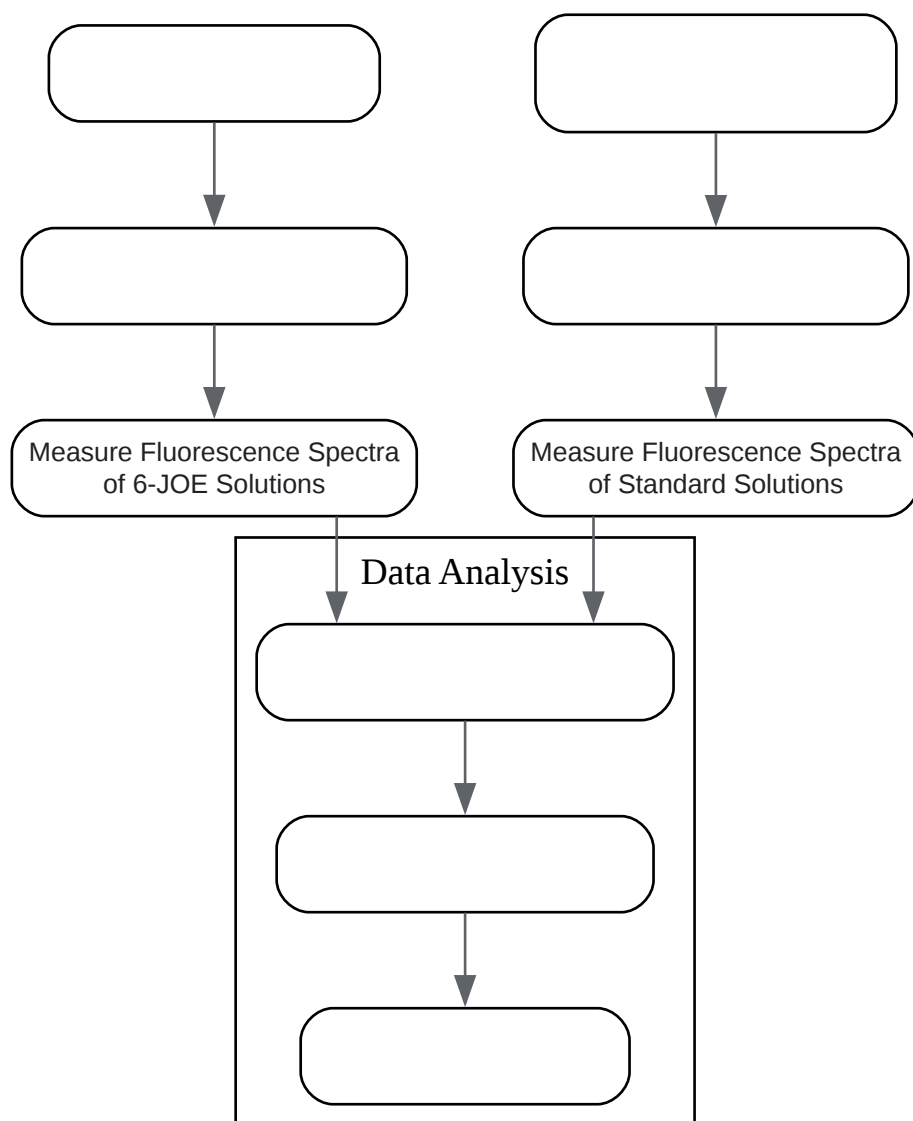 Measure Fluorescence Spectra
of 6-JOE Solutions
Measure Fluorescence Spectra
of Standard Solutions
Data Analysis